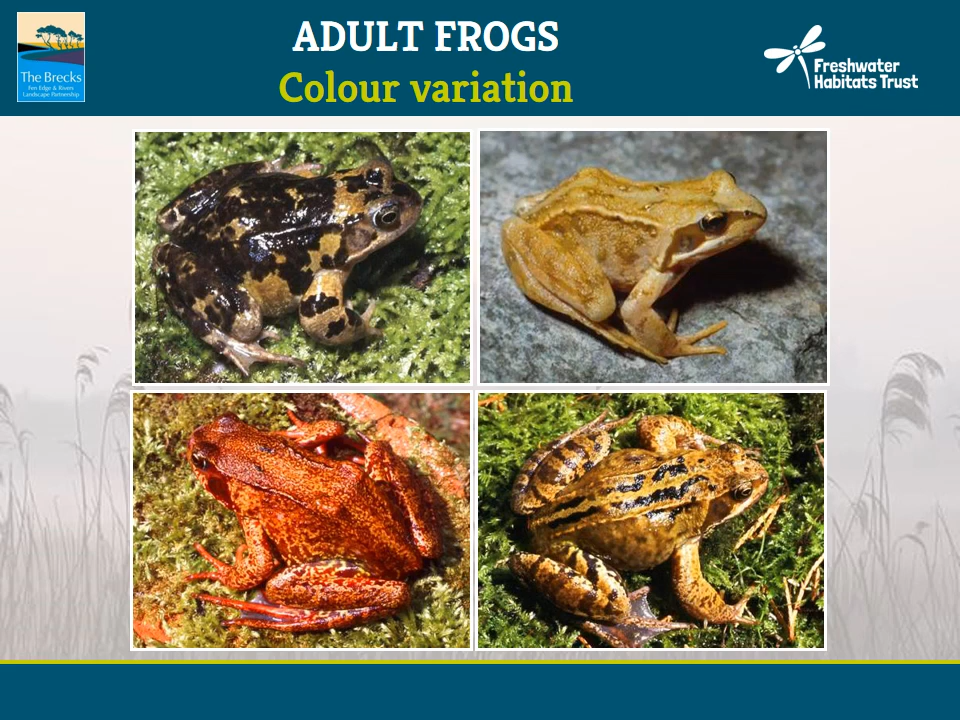 ADULT FROGS
Colour variation
The Brecks
Fen Edge & Rivers
Landscape Partnership
Freshwater
Habitats Trust